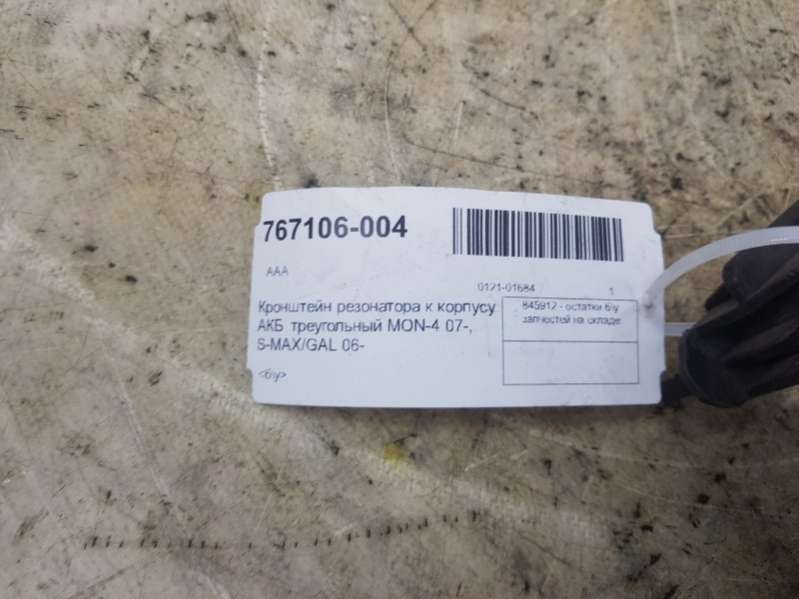 767106-004
AAA
0121-01684 1
Кронштейн резонатора к корпусу
АКБ треугольный MON-4 07-,
S-MAX/GAL 06-
845912 - остатки б\у
запчастей на складе
<б\у>